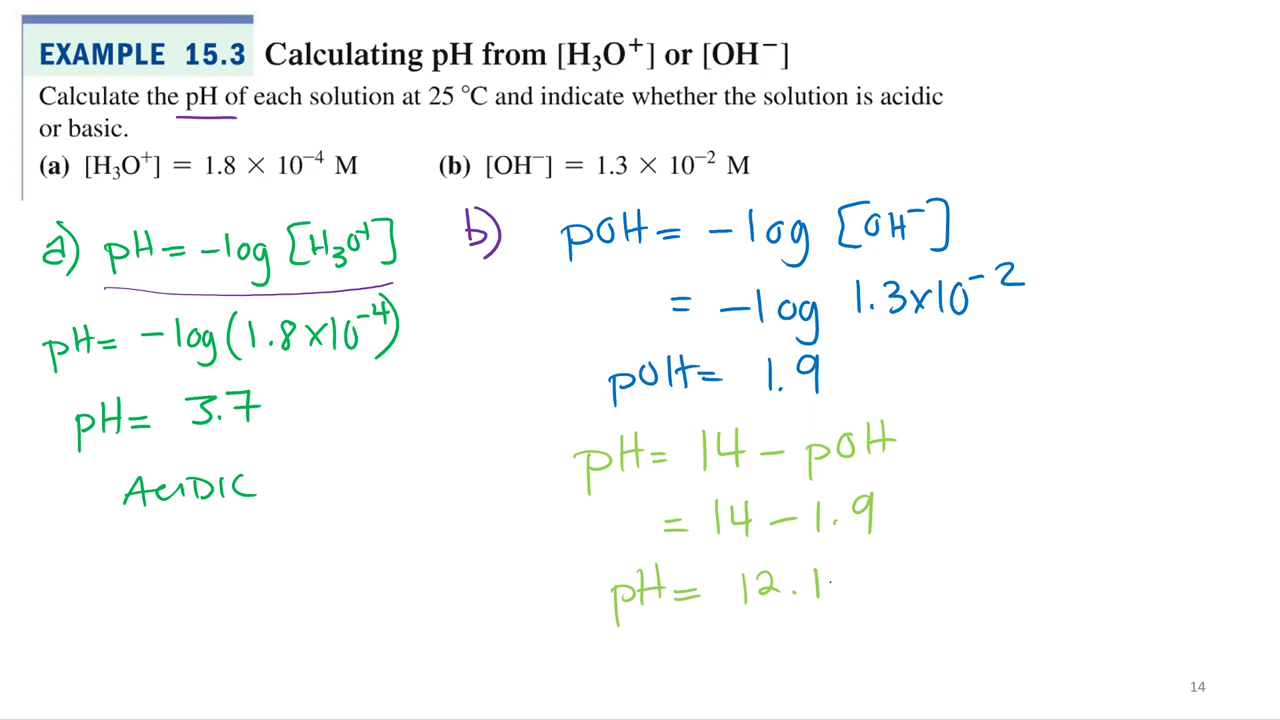 EXAMPLE 15.3 Calculating pH from [H₃O⁺] or [OH⁻]
Calculate the pH of each solution at 25 °C and indicate whether the solution is acidic
or basic.
(a) [H₃O⁺] = 1.8 × 10⁻⁴ M (b) [OH⁻] = 1.3 × 10⁻² M
a) pH = -log [H₃O⁺]
pH = -log(1.8×10⁻⁴)
pH = 3.7
ACIDIC
b) pOH = -log [OH⁻]
= -log 1.3×10⁻²
pOH = 1.9
pH = 14 - pOH
= 14 - 1.9
pH = 12.1
14